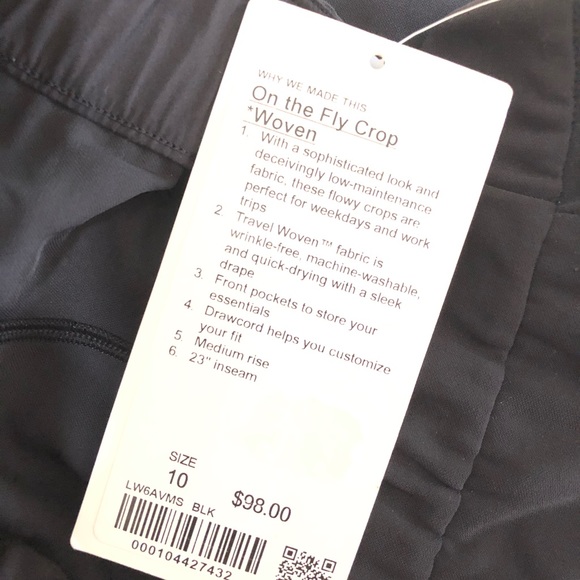 WHY WE MADE THIS
On the Fly Crop
*Woven
1. With a sophisticated look and
deceivingly low-maintenance
fabric, these flowy crops are
perfect for weekdays and work
trips
2. Travel Woven™ fabric is
wrinkle-free, machine-washable,
and quick-drying with a sleek
drape
3. Front pockets to store your
essentials
4. Drawcord helps you customize
your fit
5. Medium rise
6. 23" inseam
SIZE
10
LW6AVMS BLK $98.00
000104427432